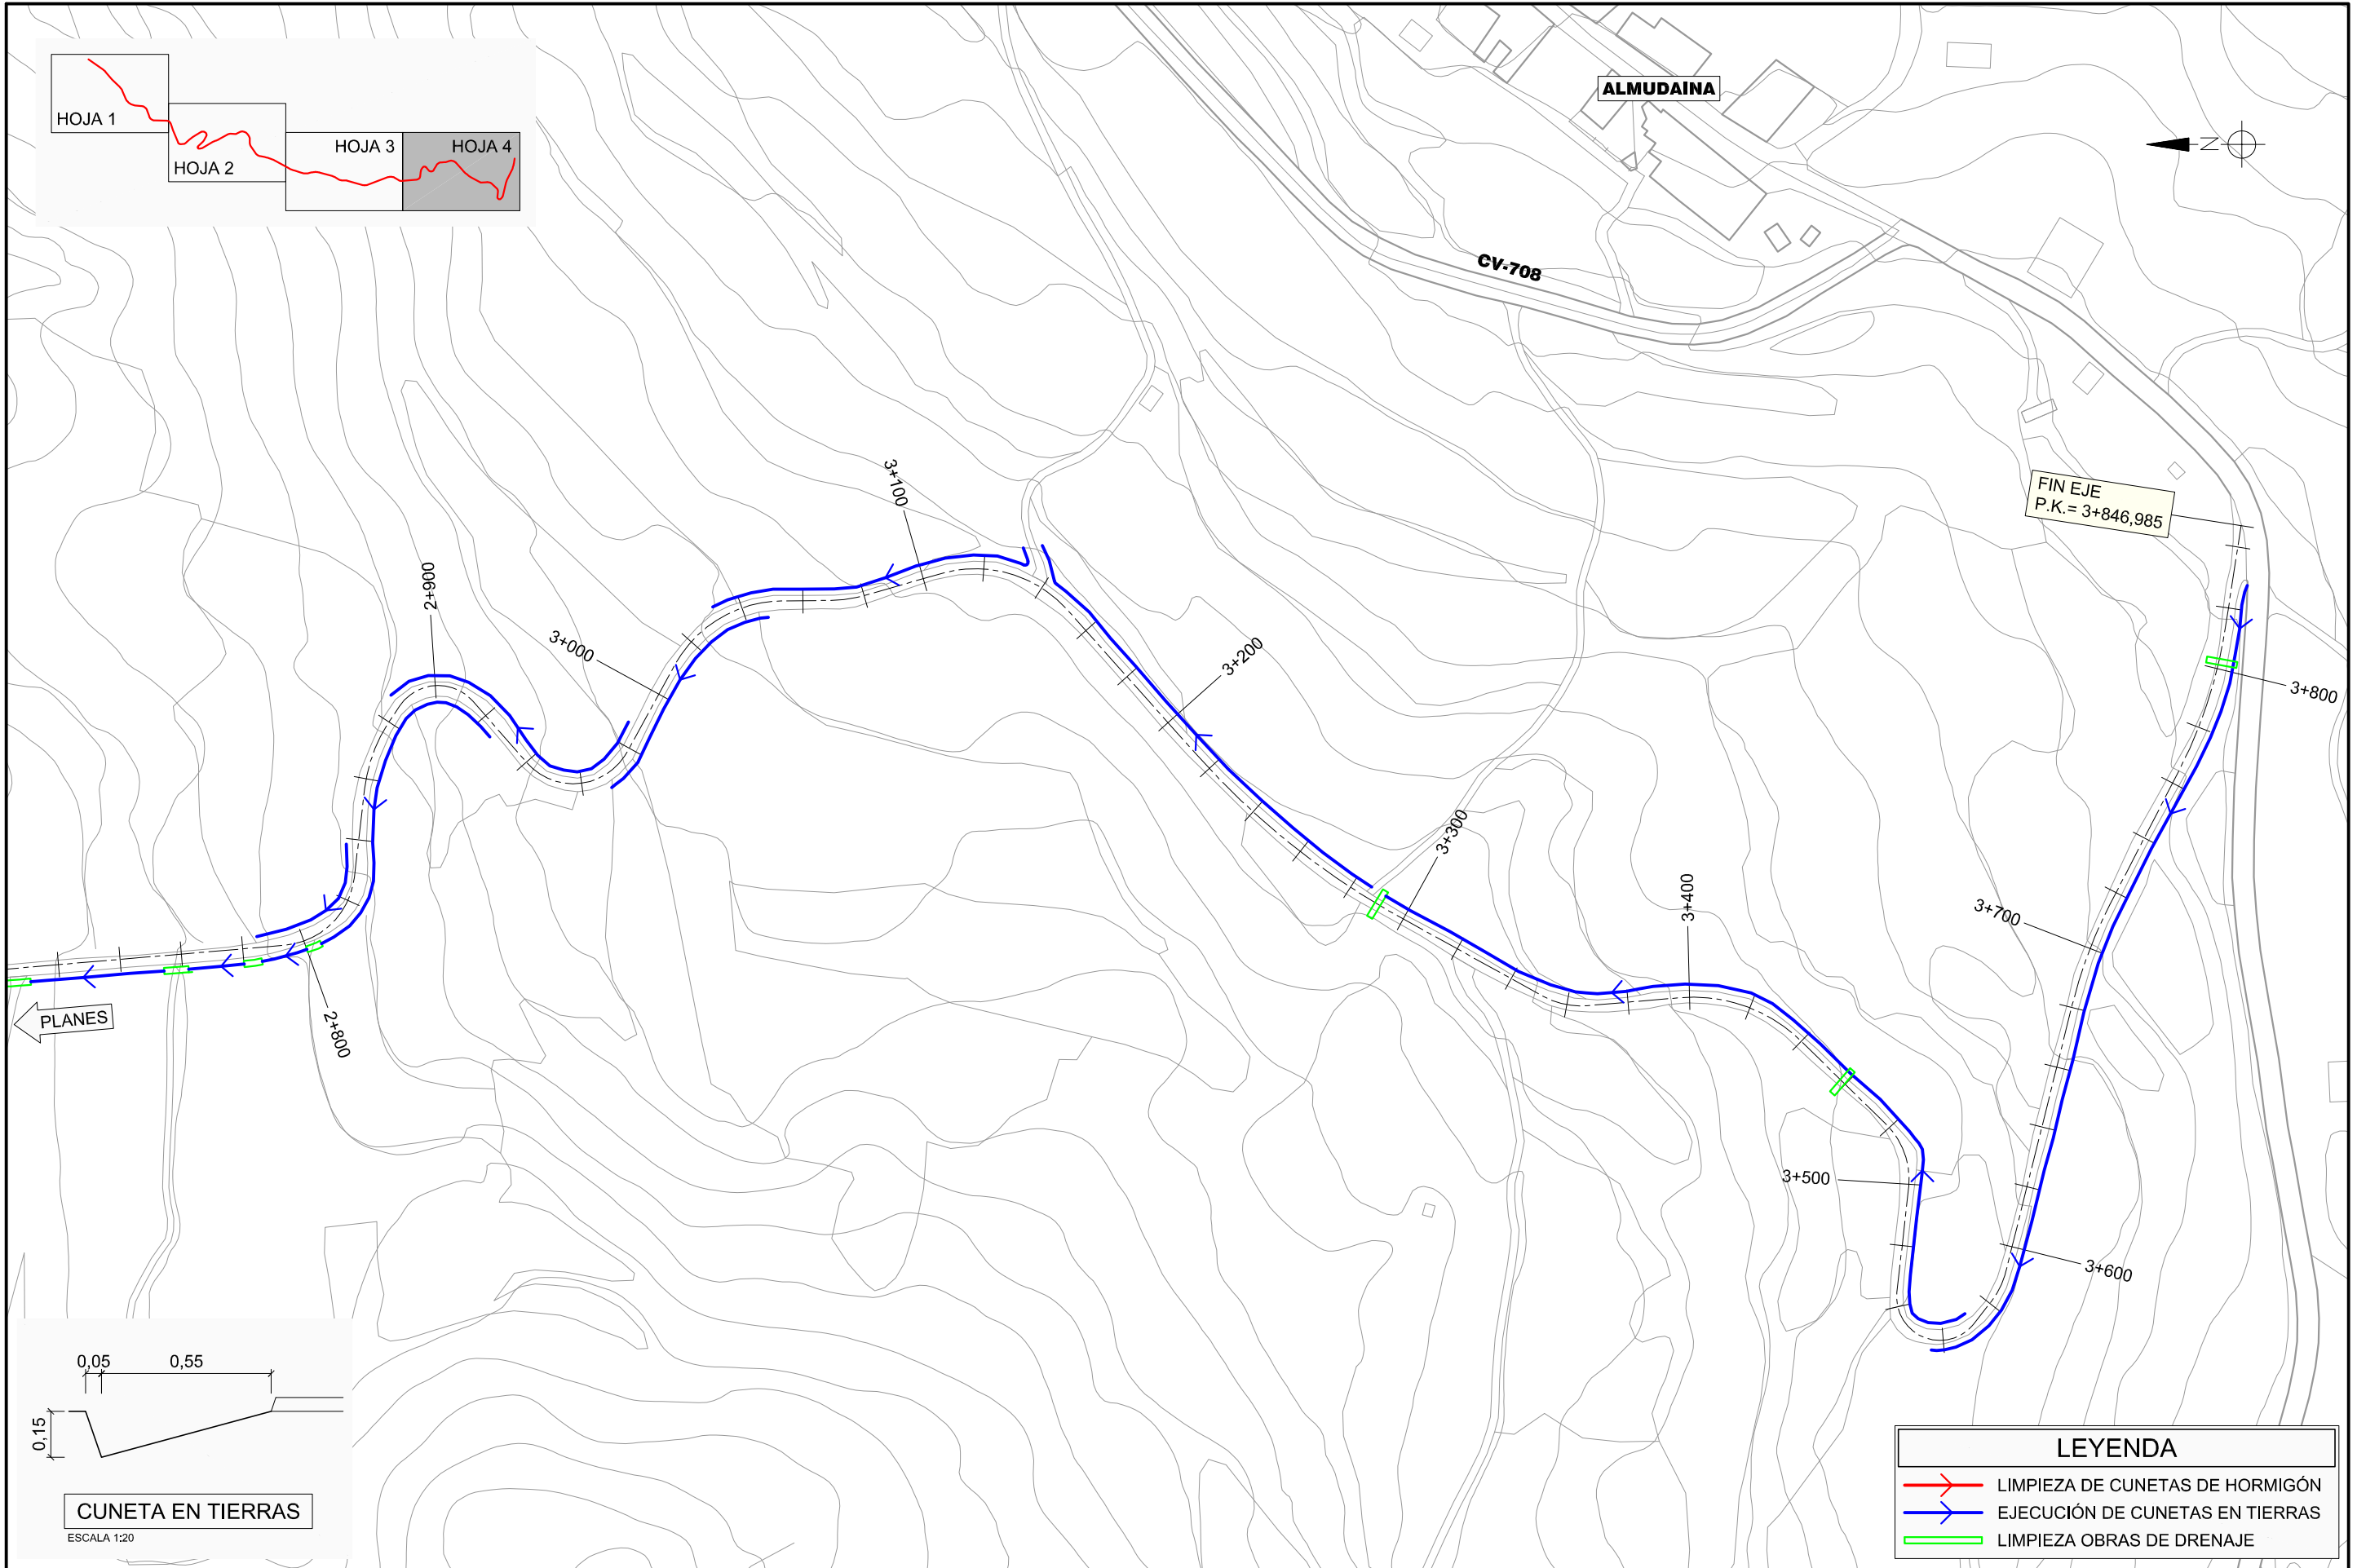 HOJA 1
HOJA 2
HOJA 3
HOJA 4
ALMUDAINA
N
CV-708
FIN EJE
P.K.= 3+846,985
3+100
2+900
3+000
3+200
3+800
3+300
3+400
3+700
2+800
PLANES
3+500
3+600
0,05
0,55
0,15
CUNETA EN TIERRAS
ESCALA 1:20
LEYENDA
LIMPIEZA DE CUNETAS DE HORMIGÓN
EJECUCIÓN DE CUNETAS EN TIERRAS
LIMPIEZA OBRAS DE DRENAJE